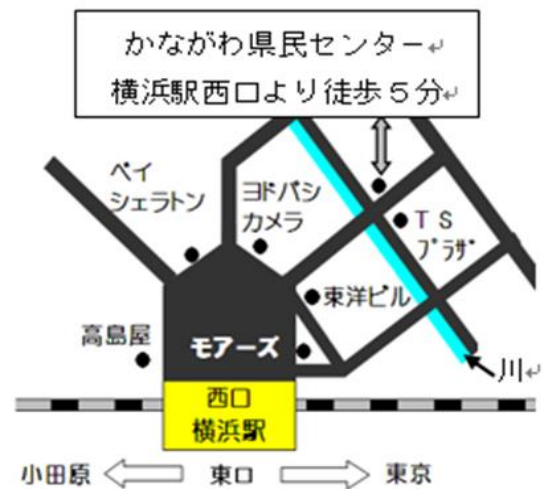 かながわ県民センター
横浜駅西口より徒歩５分
ベイ
シェラトン
ヨドバシ
カメラ
ＴＳ
プラザ
東洋ビル
高島屋
モアーズ
川
西口
横浜駅
小田原
東口
東京